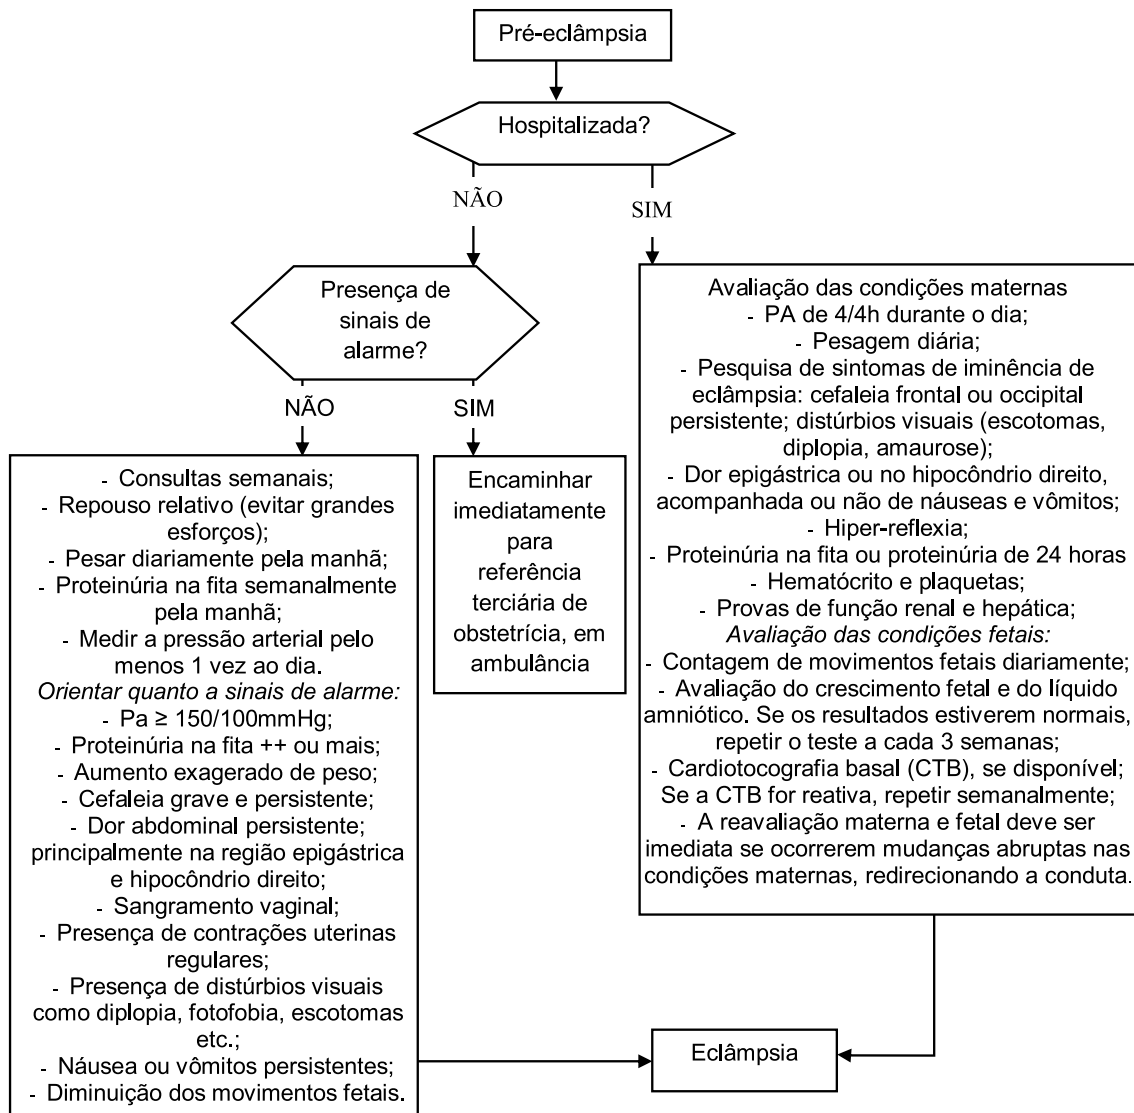 Pré-eclâmpsia
Hospitalizada?
NÃO
SIM
Presença de
sinais de
alarme?
NÃO
SIM
- Consultas semanais;
- Repouso relativo (evitar grandes
esforços);
- Pesar diariamente pela manhã;
- Proteinúria na fita semanalmente
pela manhã;
- Medir a pressão arterial pelo
menos 1 vez ao dia.
Orientar quanto a sinais de alarme:
- Pa ≥ 150/100mmHg;
- Proteinúria na fita ++ ou mais;
- Aumento exagerado de peso;
- Cefaleia grave e persistente;
- Dor abdominal persistente;
principalmente na região epigástrica
e hipocôndrio direito;
- Sangramento vaginal;
- Presença de contrações uterinas
regulares;
- Presença de distúrbios visuais
como diplopia, fotofobia, escotomas
etc.;
- Náusea ou vômitos persistentes;
- Diminuição dos movimentos fetais.
Encaminhar
imediatamente
para
referência
terciária de
obstetrícia, em
ambulância
Avaliação das condições maternas
- PA de 4/4h durante o dia;
- Pesagem diária;
- Pesquisa de sintomas de iminência de
eclâmpsia: cefaleia frontal ou occipital
persistente; distúrbios visuais (escotomas,
diplopia, amaurose);
- Dor epigástrica ou no hipocôndrio direito,
acompanhada ou não de náuseas e vômitos;
- Hiper-reflexia;
- Proteinúria na fita ou proteinúria de 24 horas
- Hematócrito e plaquetas;
- Provas de função renal e hepática;
Avaliação das condições fetais:
- Contagem de movimentos fetais diariamente;
- Avaliação do crescimento fetal e do líquido
amniótico. Se os resultados estiverem normais,
repetir o teste a cada 3 semanas;
- Cardiotocografia basal (CTB), se disponível;
Se a CTB for reativa, repetir semanalmente;
- A reavaliação materna e fetal deve ser
imediata se ocorrerem mudanças abruptas nas
condições maternas, redirecionando a conduta.
Eclâmpsia